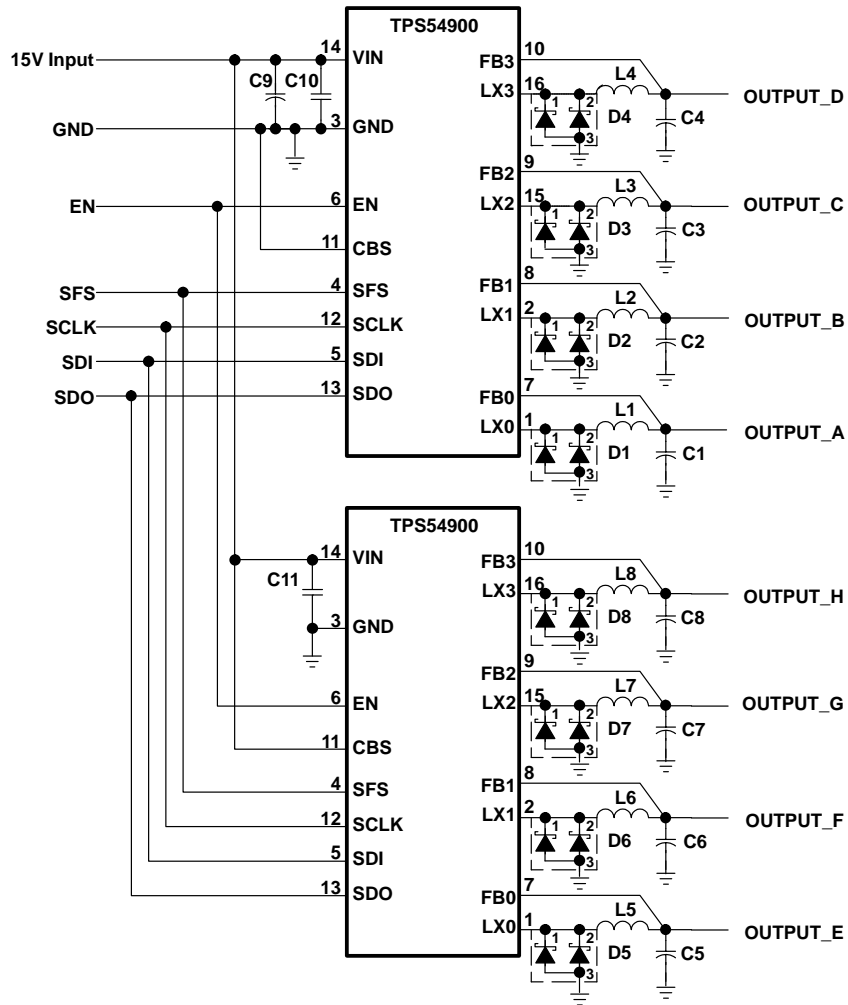 TPS54900
15V Input 14 VIN
C9 C10
GND 3 GND
EN 6 EN
11 CBS
SFS 4 SFS
SCLK 12 SCLK
SDI 5 SDI
SDO 13 SDO
FB3 10
LX3 16 1 2 3 L4 D4 C4 OUTPUT_D
FB2 9
LX2 15 1 2 3 L3 D3 C3 OUTPUT_C
FB1 8
LX1 2 1 2 3 L2 D2 C2 OUTPUT_B
FB0 7
LX0 1 1 2 3 L1 D1 C1 OUTPUT_A
TPS54900
14 VIN
C11
3 GND
6 EN
11 CBS
4 SFS
12 SCLK
5 SDI
13 SDO
FB3 10
LX3 16 1 2 3 L8 D8 C8 OUTPUT_H
FB2 9
LX2 15 1 2 3 L7 D7 C7 OUTPUT_G
FB1 8
LX1 2 1 2 3 L6 D6 C6 OUTPUT_F
FB0 7
LX0 1 1 2 3 L5 D5 C5 OUTPUT_E